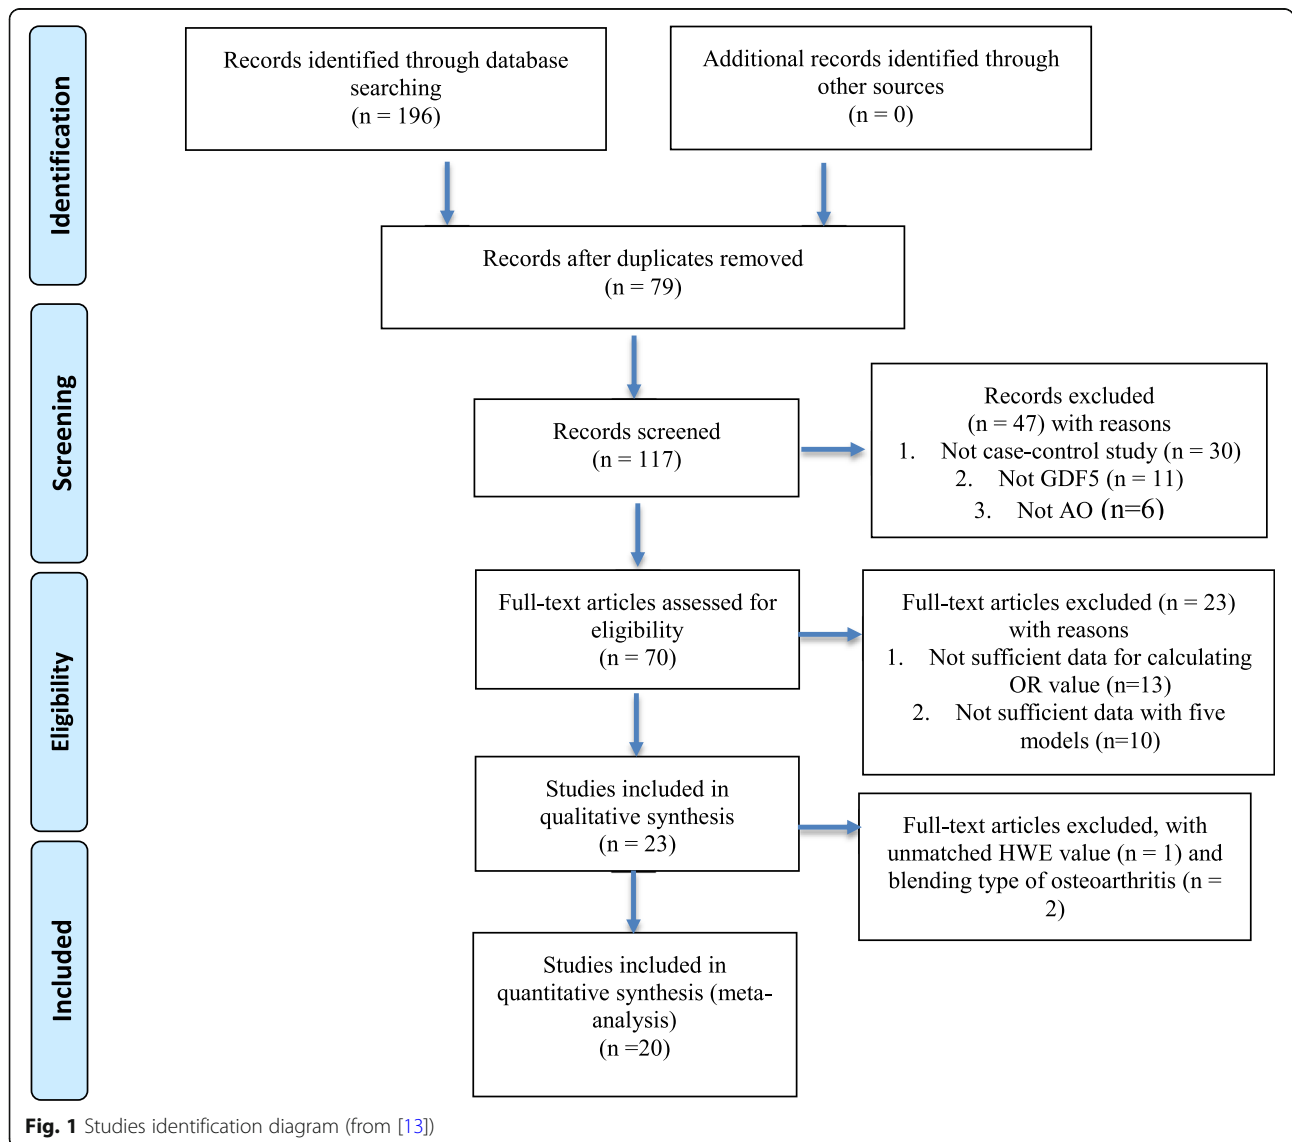 Identification
Records identified through database
searching
(n = 196)
Additional records identified through
other sources
(n = 0)
Records after duplicates removed
(n = 79)
Screening
Records screened
(n = 117)
Records excluded
(n = 47) with reasons
1. Not case-control study (n = 30)
2. Not GDF5 (n = 11)
3. Not AO (n=6)
Eligibility
Full-text articles assessed for
eligibility
(n = 70)
Full-text articles excluded (n = 23)
with reasons
1. Not sufficient data for calculating
OR value (n=13)
2. Not sufficient data with five
models (n=10)
Studies included in
qualitative synthesis
(n = 23)
Full-text articles excluded, with
unmatched HWE value (n = 1) and
blending type of osteoarthritis (n =
2)
Included
Studies included in
quantitative synthesis (meta-
analysis)
(n =20)
Fig. 1 Studies identification diagram (from [13])